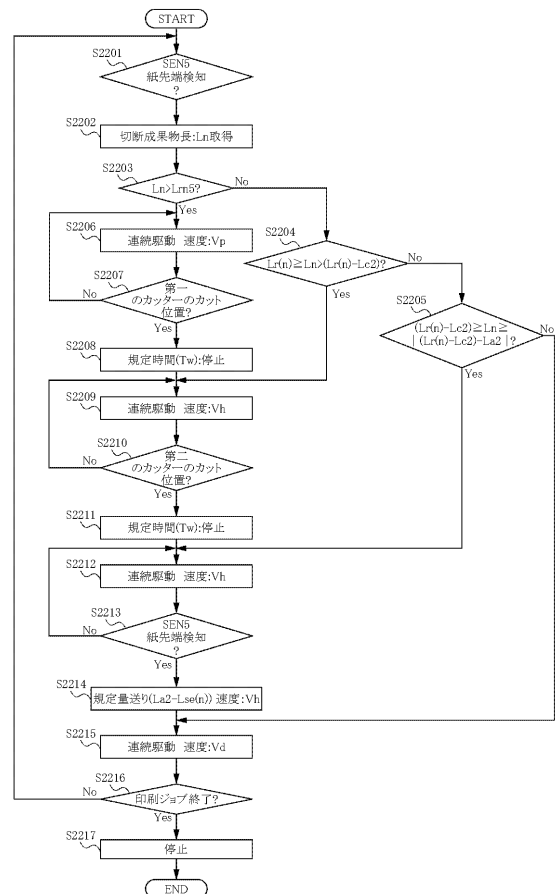 START
S2201
SEN5
紙先端検知
?
S2202
切断成果物長:Ln取得
S2203
Ln>Lrn5?
No
Yes
S2206
連続駆動 速度:Vp
S2204
Lr(n)≧Ln>(Lr(n)-Lc2)?
No
Yes
S2207
第一
のカッターのカット
位置?
No
Yes
S2205
(Lr(n)-Lc2)≧Ln≧
| (Lr(n)-Lc2)-La2 | ?
No
Yes
S2208
規定時間(Tw):停止
S2209
連続駆動 速度:Vh
S2210
第二
のカッターのカット
位置?
No
Yes
S2211
規定時間(Tw):停止
S2212
連続駆動 速度:Vh
S2213
SEN5
紙先端検知
?
No
Yes
S2214
規定量送り(La2-Lse(n)) 速度:Vh
S2215
連続駆動 速度:Vd
S2216
印刷ジョブ終了?
No
Yes
S2217
停止
END